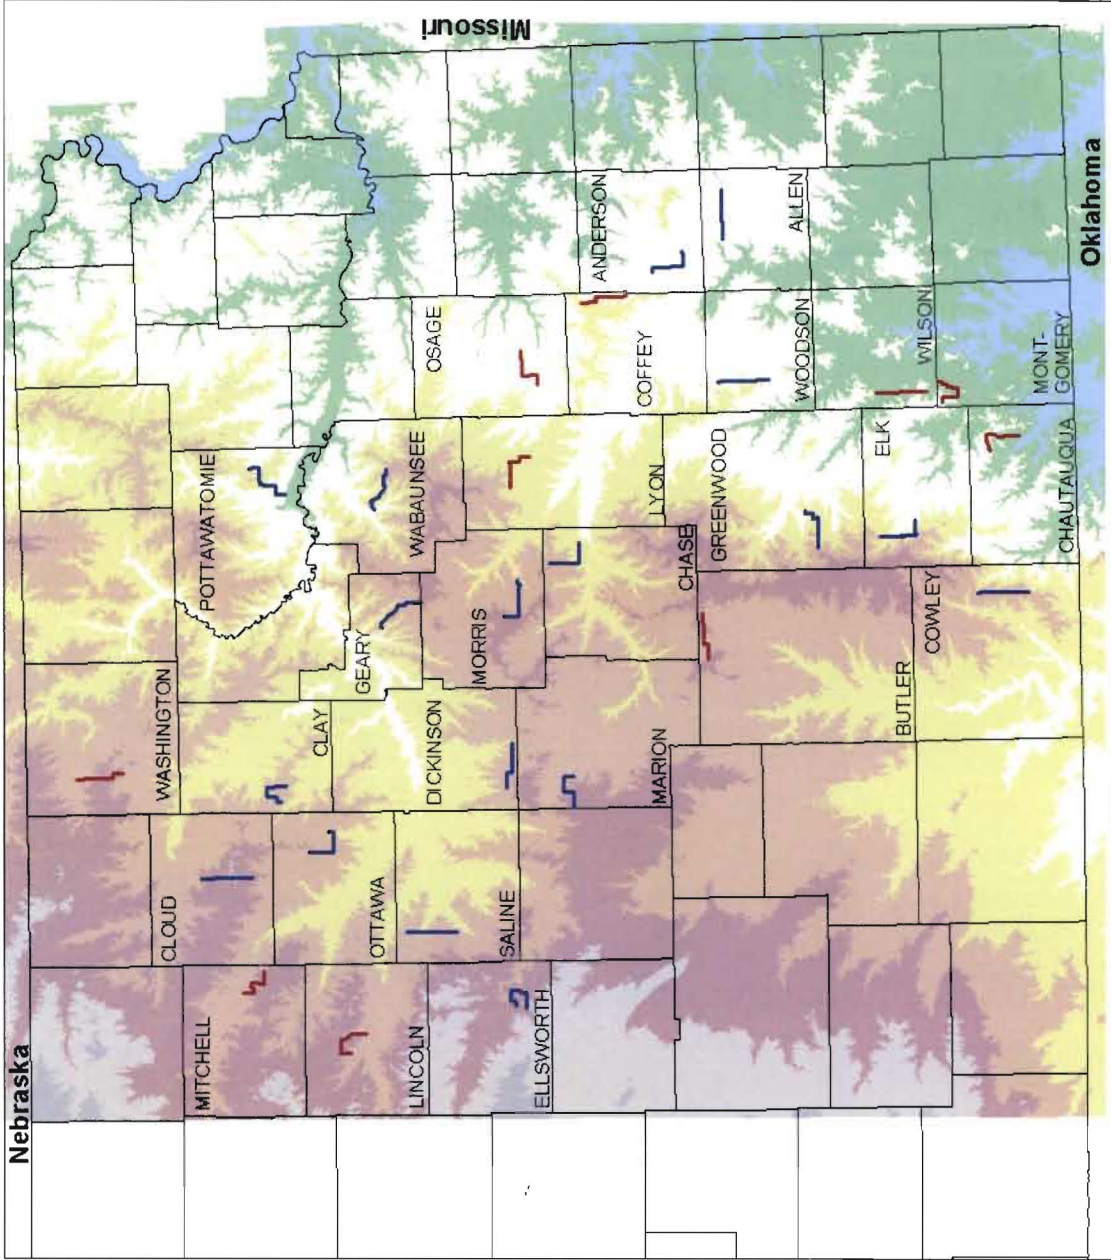 Nebraska
Missouri
Oklahoma
MITCHELL
LINCOLN
ELLSWORTH
CLOUD
OTTAWA
SALINE
WASHINGTON
CLAY
DICKINSON
MARION
GEARY
MORRIS
CHASE
BUTLER
COWLEY
POTTAWATOMIE
WABAUNSEE
LYON
GREENWOOD
ELK
CHAUTAUQUA
OSAGE
COFFEY
WOODSON
WILSON
MONT-
GOMERY
ANDERSON
ALLEN